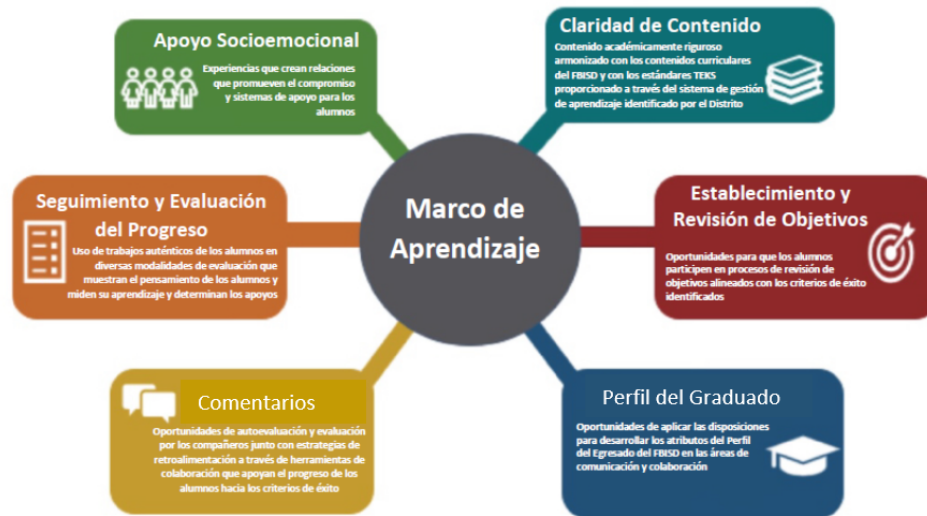 Apoyo Socioemocional
Experiencias que crean relaciones
que promueven el compromiso
y sistemas de apoyo para los
alumnos
Claridad de Contenido
Contenido académicamente riguroso
armonizado con los contenidos curriculares
del FBISD y con los estándares TEKS
proporcionado a través del sistema de gestión
de aprendizaje identificado por el Distrito
Seguimiento y Evaluación
del Progreso
Uso de trabajos auténticos de los alumnos en
diversas modalidades de evaluación que
muestran el pensamiento de los alumnos y
miden su aprendizaje y determinan los apoyos
Marco de
Aprendizaje
Establecimiento y
Revisión de Objetivos
Oportunidades para que los alumnos
participen en procesos de revisión de
objetivos alineados con los criterios de éxito
identificados
Comentarios
Oportunidades de autoevaluación y evaluación
por los compañeros junto con estrategias de
retroalimentación a través de herramientas de
colaboración que apoyan el progreso de los
alumnos hacia los criterios de éxito
Perfil del Graduado
Oportunidades de aplicar las disposiciones
para desarrollar los atributos del Perfil
del Egresado del FBISD en las áreas de
comunicación y colaboración